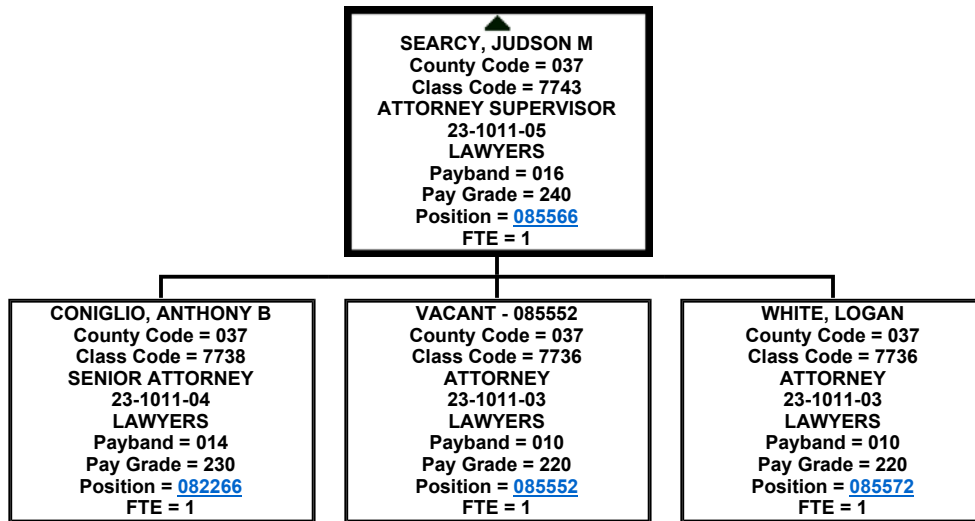 SEARCY, JUDSON M
County Code = 037
Class Code = 7743
ATTORNEY SUPERVISOR
23-1011-05
LAWYERS
Payband = 016
Pay Grade = 240
Position = 085566
FTE = 1
CONIGLIO, ANTHONY B
County Code = 037
Class Code = 7738
SENIOR ATTORNEY
23-1011-04
LAWYERS
Payband = 014
Pay Grade = 230
Position = 082266
FTE = 1
VACANT - 085552
County Code = 037
Class Code = 7736
ATTORNEY
23-1011-03
LAWYERS
Payband = 010
Pay Grade = 220
Position = 085552
FTE = 1
WHITE, LOGAN
County Code = 037
Class Code = 7736
ATTORNEY
23-1011-03
LAWYERS
Payband = 010
Pay Grade = 220
Position = 085572
FTE = 1